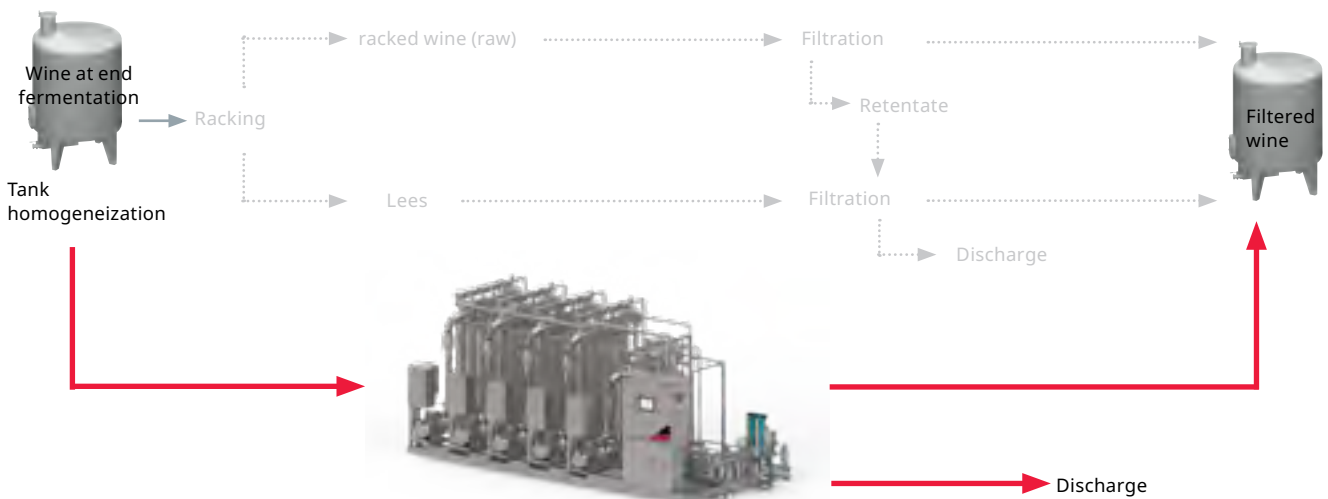 racked wine (raw)
Filtration
Wine at end
fermentation
Racking
Retentate
Filtered
wine
Tank
homogeneization
Lees
Filtration
Discharge
Discharge